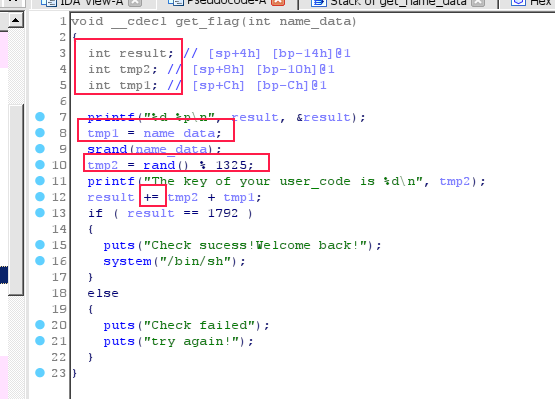 IDA View-A Pseudocode-A Stack of get_name_data Hex
1 void __cdecl get_flag(int name_data)
2 {
3 int result; // [sp+4h] [bp-14h]@1
4 int tmp2; // [sp+8h] [bp-10h]@1
5 int tmp1; // [sp+Ch] [bp-Ch]@1
6
7 printf("%d %p\n", result, &result);
8 tmp1 = name_data;
9 srand(name_data);
10 tmp2 = rand() % 1325;
11 printf("The key of your user_code is %d\n", tmp2);
12 result += tmp2 + tmp1;
13 if ( result == 1792 )
14 {
15 puts("Check sucess!Welcome back!");
16 system("/bin/sh");
17 }
18 else
19 {
20 puts("Check failed");
21 puts("try again!");
22 }
23 }